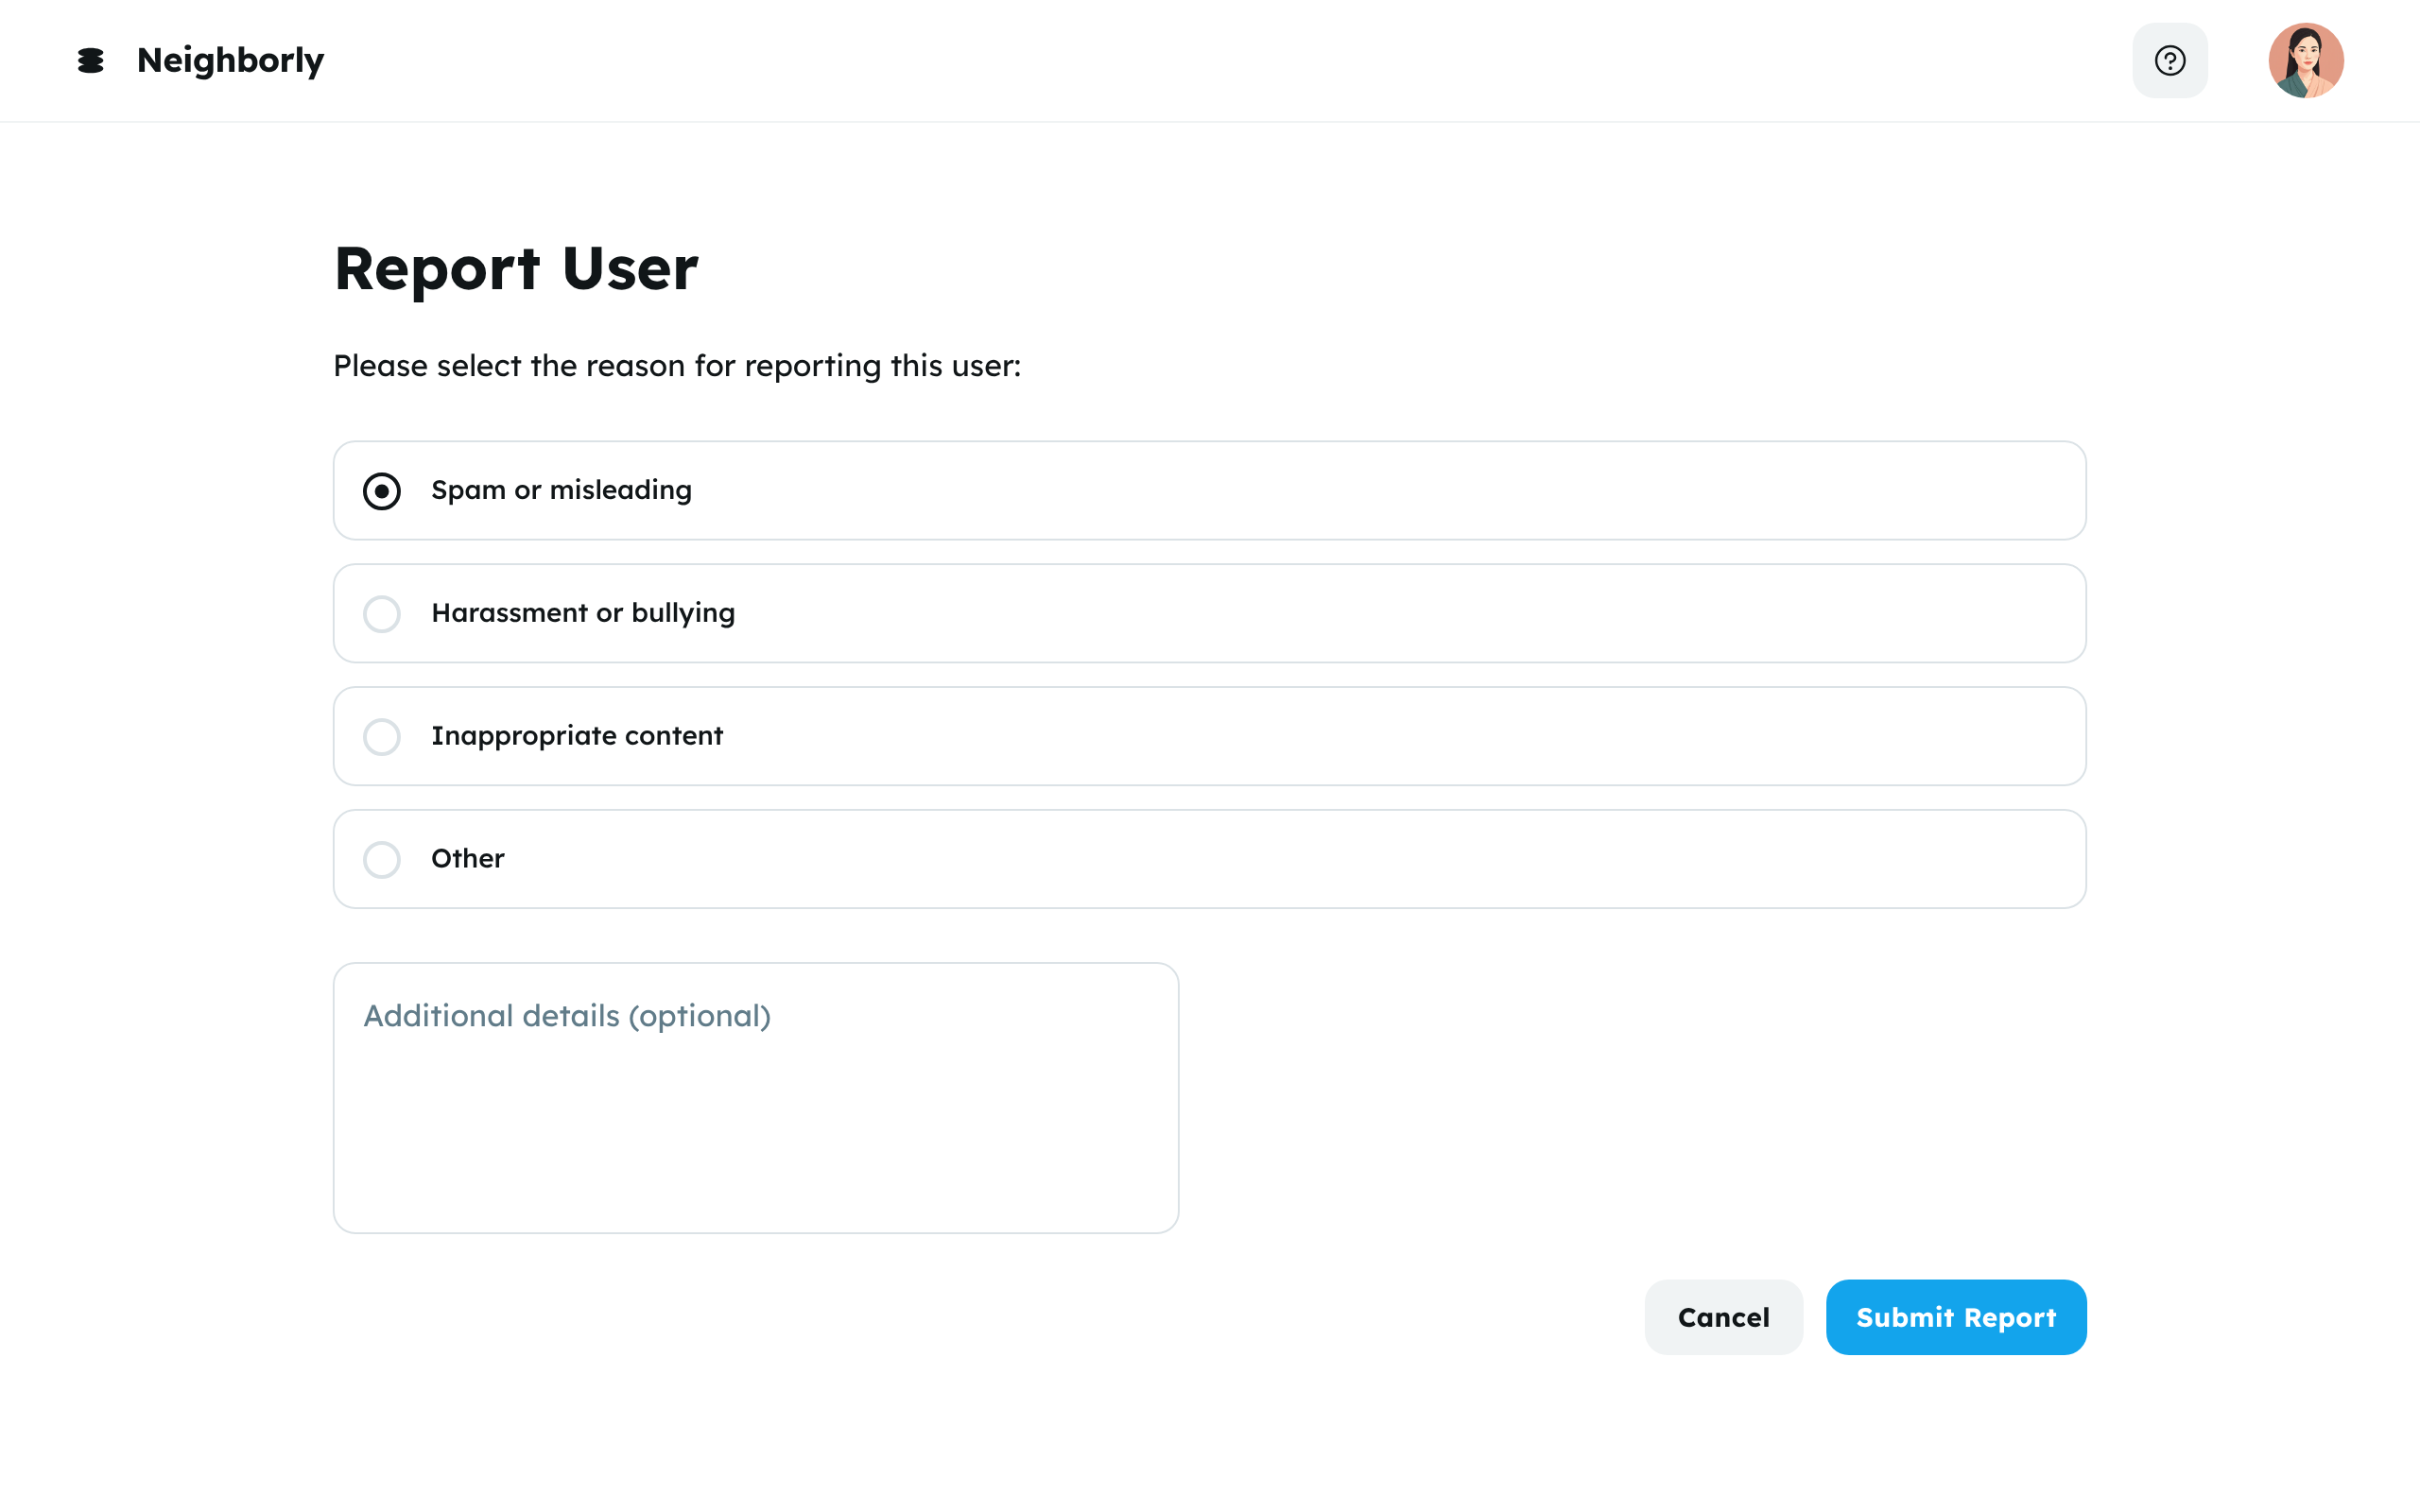 Neighborly
Report User
Please select the reason for reporting this user:
Spam or misleading
Harassment or bullying
Inappropriate content
Other
Additional details (optional)
Cancel
Submit Report